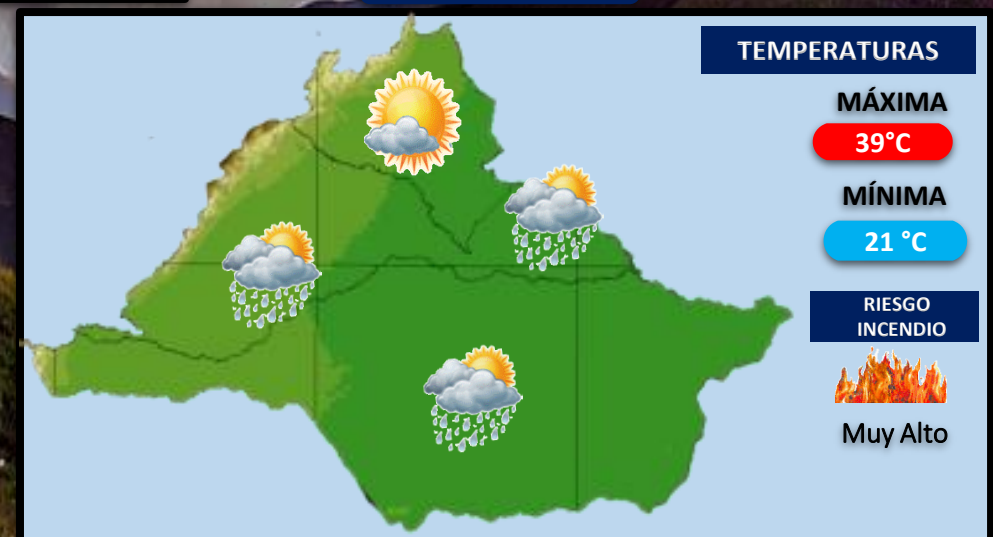 TEMPERATURAS
MÁXIMA
39°C
MÍNIMA
21 °C
RIESGO
INCENDIO
Muy Alto